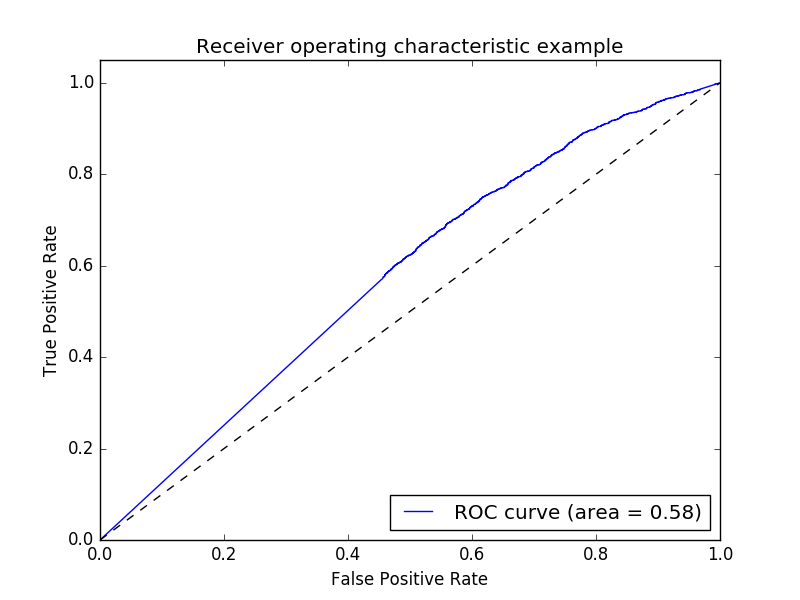 Receiver operating characteristic example
True Positive Rate
1.0
0.8
0.6
0.4
0.2
0.0
ROC curve (area = 0.58)
0.0 0.2 0.4 0.6 0.8 1.0
False Positive Rate